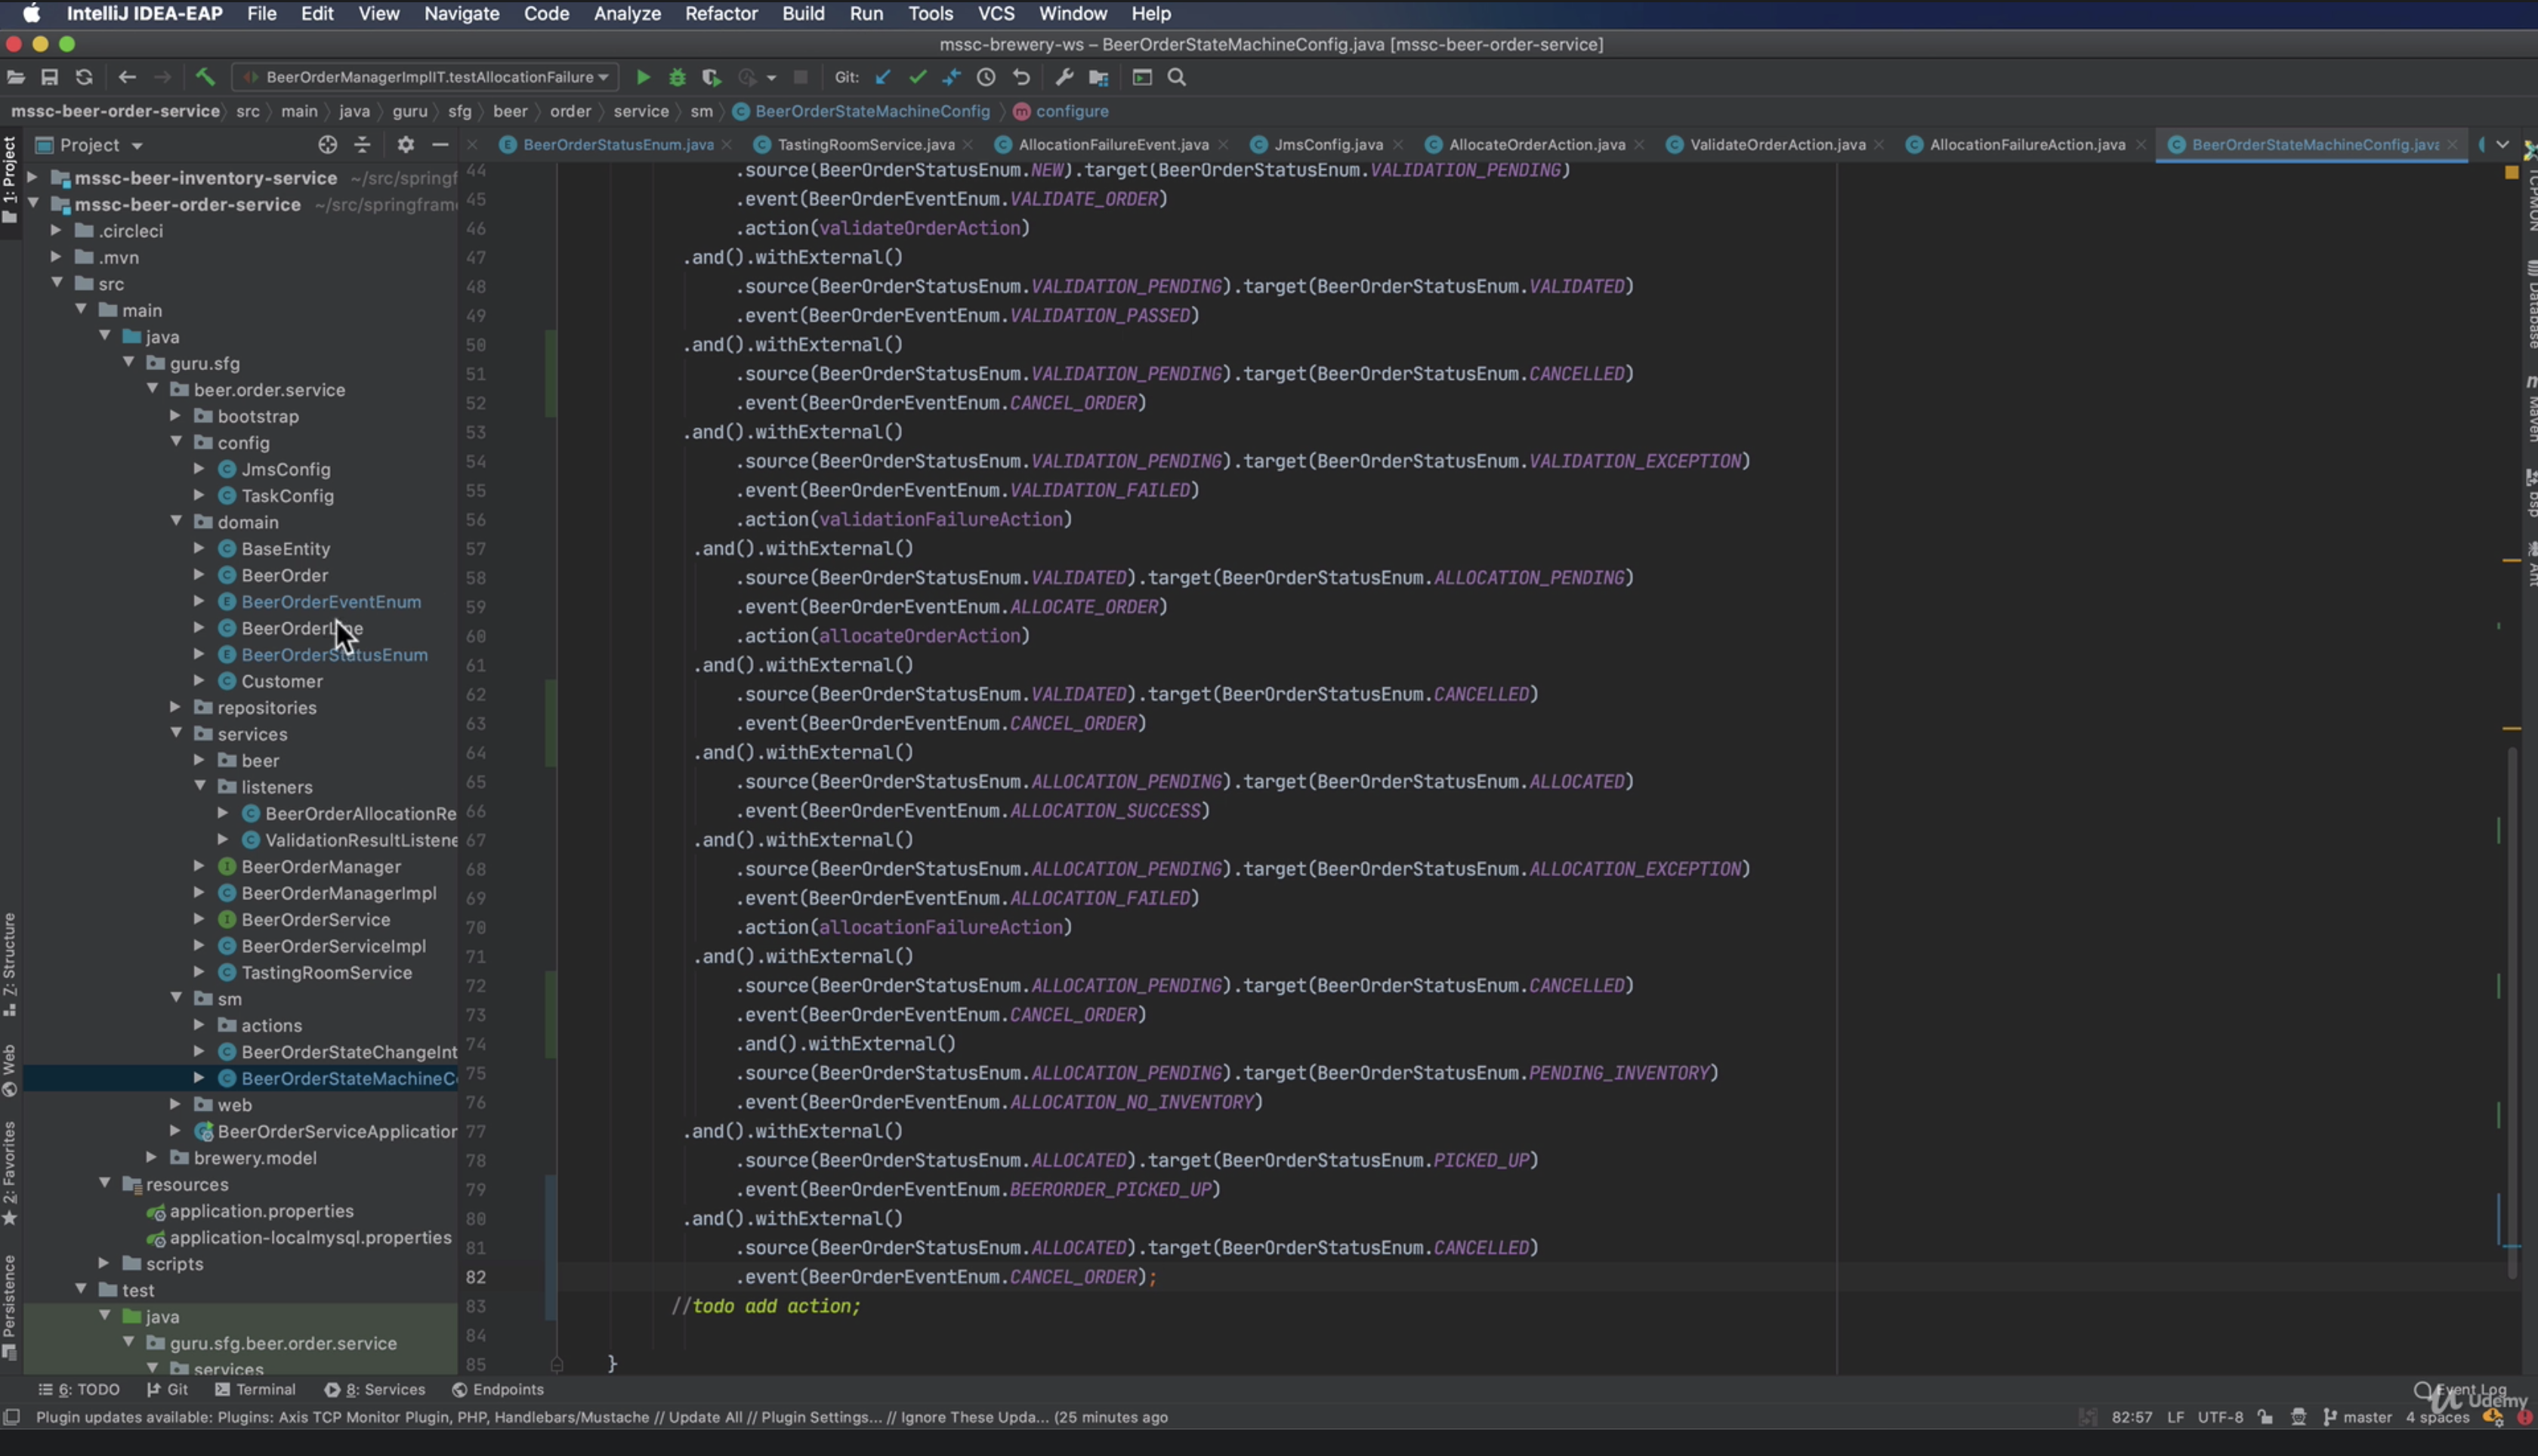 IntelliJ IDEA-EAP File Edit View Navigate Code Analyze Refactor Build Run Tools VCS Window Help
mssc-brewery-ws – BeerOrderStateMachineConfig.java [mssc-beer-order-service]
BeerOrderManagerImplIT.testAllocationFailure Git:
mssc-beer-order-service src main java guru sfg beer order service sm BeerOrderStateMachineConfig configure
Project BeerOrderStatusEnum.java TastingRoomService.java AllocationFailureEvent.java JmsConfig.java AllocateOrderAction.java ValidateOrderAction.java AllocationFailureAction.java BeerOrderStateMachineConfig.java
1: Project
Z: Structure
Web
2: Favorites
Persistence
mssc-beer-inventory-service ~/src/springf
mssc-beer-order-service ~/src/springframe
.circleci
.mvn
src
main
java
guru.sfg
beer.order.service
bootstrap
config
JmsConfig
TaskConfig
domain
BaseEntity
BeerOrder
BeerOrderEventEnum
BeerOrderLine
BeerOrderStatusEnum
Customer
repositories
services
beer
listeners
BeerOrderAllocationRe
ValidationResultListene
BeerOrderManager
BeerOrderManagerImpl
BeerOrderService
BeerOrderServiceImpl
TastingRoomService
sm
actions
BeerOrderStateChangeInt
BeerOrderStateMachineCo
web
BeerOrderServiceApplication
brewery.model
resources
application.properties
application-localmysql.properties
scripts
test
java
guru.sfg.beer.order.service
services
44 .source(BeerOrderStatusEnum.NEW).target(BeerOrderStatusEnum.VALIDATION_PENDING)
45 .event(BeerOrderEventEnum.VALIDATE_ORDER)
46 .action(validateOrderAction)
47 .and().withExternal()
48 .source(BeerOrderStatusEnum.VALIDATION_PENDING).target(BeerOrderStatusEnum.VALIDATED)
49 .event(BeerOrderEventEnum.VALIDATION_PASSED)
50 .and().withExternal()
51 .source(BeerOrderStatusEnum.VALIDATION_PENDING).target(BeerOrderStatusEnum.CANCELLED)
52 .event(BeerOrderEventEnum.CANCEL_ORDER)
53 .and().withExternal()
54 .source(BeerOrderStatusEnum.VALIDATION_PENDING).target(BeerOrderStatusEnum.VALIDATION_EXCEPTION)
55 .event(BeerOrderEventEnum.VALIDATION_FAILED)
56 .action(validationFailureAction)
57 .and().withExternal()
58 .source(BeerOrderStatusEnum.VALIDATED).target(BeerOrderStatusEnum.ALLOCATION_PENDING)
59 .event(BeerOrderEventEnum.ALLOCATE_ORDER)
60 .action(allocateOrderAction)
61 .and().withExternal()
62 .source(BeerOrderStatusEnum.VALIDATED).target(BeerOrderStatusEnum.CANCELLED)
63 .event(BeerOrderEventEnum.CANCEL_ORDER)
64 .and().withExternal()
65 .source(BeerOrderStatusEnum.ALLOCATION_PENDING).target(BeerOrderStatusEnum.ALLOCATED)
66 .event(BeerOrderEventEnum.ALLOCATION_SUCCESS)
67 .and().withExternal()
68 .source(BeerOrderStatusEnum.ALLOCATION_PENDING).target(BeerOrderStatusEnum.ALLOCATION_EXCEPTION)
69 .event(BeerOrderEventEnum.ALLOCATION_FAILED)
70 .action(allocationFailureAction)
71 .and().withExternal()
72 .source(BeerOrderStatusEnum.ALLOCATION_PENDING).target(BeerOrderStatusEnum.CANCELLED)
73 .event(BeerOrderEventEnum.CANCEL_ORDER)
74 .and().withExternal()
75 .source(BeerOrderStatusEnum.ALLOCATION_PENDING).target(BeerOrderStatusEnum.PENDING_INVENTORY)
76 .event(BeerOrderEventEnum.ALLOCATION_NO_INVENTORY)
77 .and().withExternal()
78 .source(BeerOrderStatusEnum.ALLOCATED).target(BeerOrderStatusEnum.PICKED_UP)
79 .event(BeerOrderEventEnum.BEERORDER_PICKED_UP)
80 .and().withExternal()
81 .source(BeerOrderStatusEnum.ALLOCATED).target(BeerOrderStatusEnum.CANCELLED)
82 .event(BeerOrderEventEnum.CANCEL_ORDER);
83 //todo add action;
84
85 }
TCPMON
Database
Maven
bsp
Ant
6: TODO Git Terminal 8: Services Endpoints Event Log
Udemy
Plugin updates available: Plugins: Axis TCP Monitor Plugin, PHP, Handlebars/Mustache // Update All // Plugin Settings... // Ignore These Upda... (25 minutes ago 82:57 LF UTF-8 master 4 spaces